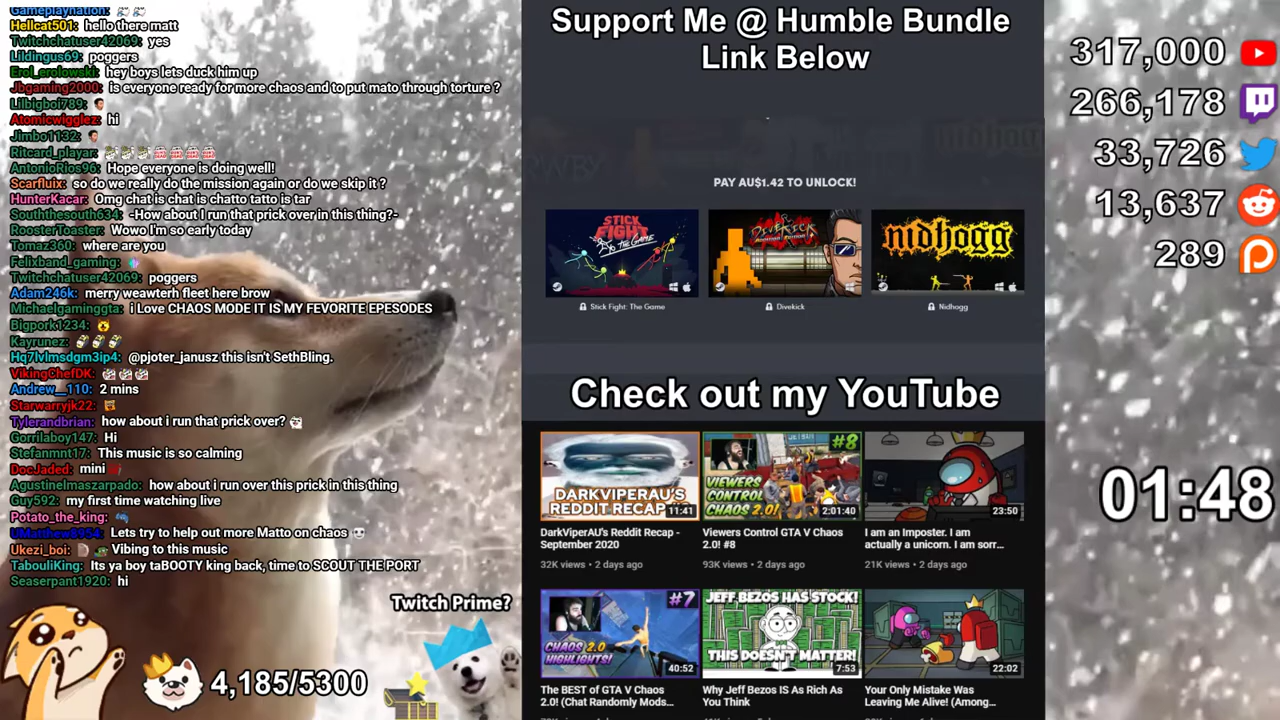 Gameplaynation:
Hellcat501: hello there matt
Twitchchatuser42069: yes
Lildingus69: poggers
Erol_erolowski: hey boys lets duck him up
Jbgaming2000: is everyone ready for more chaos and to put mato through torture ?
Lilbigboi789:
Atomicwigglez: hi
Jimbo1132:
Ritcard_playar:
AntonioRios96: Hope everyone is doing well!
Scarfluix: so do we really do the mission again or do we skip it ?
HunterKacar: Omg chat is chat is chatto tatto is tar
Souththesouth634: -How about I run that prick over in this thing?-
RoosterToaster: Wowo I'm so early today
Tomaz360: where are you
Felixband_gaming:
Twitchchatuser42069: poggers
Adam246k: merry weawterh fleet here brow
Michaelgaminggta: i Love CHAOS MODE IT IS MY FEVORITE EPESODES
Bigpork1234:
Kayrunez:
Hq7lvlmsdgm3ip4: @pjoter_janusz this isn't SethBling.
VikingChefDK:
Andrew__110: 2 mins
Starwarryjk22:
Tylerandbrian: how about i run that prick over?
Gorrilaboy147: Hi
Stefanmnt17: This music is so calming
DocJaded: mini
Agustinelmaszarpado: how about i run over this prick in this thing
Guy592: my first time watching live
Potato_the_king:
UMatthew8954: Lets try to help out more Matto on chaos
Ukezi_boi: Vibing to this music
TabouliKing: Its ya boy taBOOTY king back, time to SCOUT THE PORT
Seaserpant1920: hi
Twitch Prime?
4,185/5300
Support Me @ Humble Bundle
Link Below
RWBY
nidhogg
PAY AU$1.42 TO UNLOCK!
STICK FIGHT THE GAME
DIVEKICK
nidhogg
Stick Fight: The Game
Divekick
Nidhogg
Check out my YouTube
DARKVIPERAU'S REDDIT RECAP
11:41
#8
VIEWERS CONTROL CHAOS 2.0!
2:01:40
23:50
DarkViperAU's Reddit Recap -
September 2020
32K views • 2 days ago
Viewers Control GTA V Chaos
2.0! #8
93K views • 2 days ago
I am an Imposter. I am
actually a unicorn. I am sorr...
21K views • 2 days ago
#7
CHAOS 2.0 HIGHLIGHTS!
40:52
JEFF BEZOS HAS STOCK!
THIS DOESN'T MATTER!
7:53
22:02
The BEST of GTA V Chaos
2.0! (Chat Randomly Mods...
Why Jeff Bezos IS As Rich As
You Think
Your Only Mistake Was
Leaving Me Alive! (Among...
317,000
266,178
33,726
13,637
289
01:48